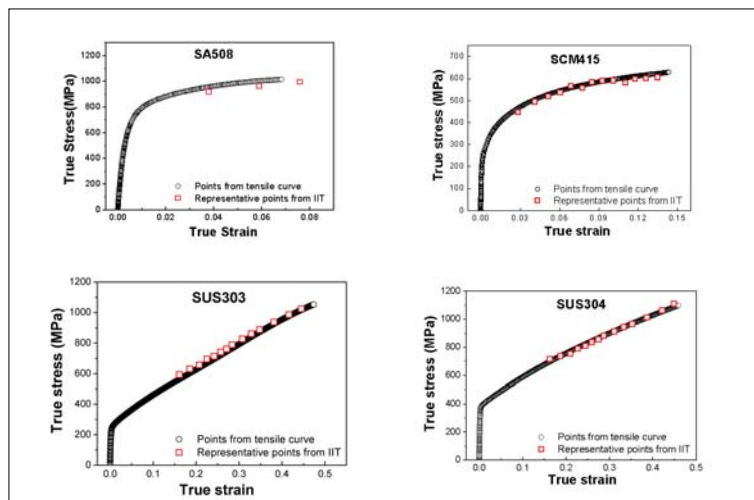 SA508
1200
1000
800
600
400
200
0
0.00 0.02 0.04 0.06 0.08
True Stress(MPa)
True Strain
Points from tensile curve
Representative points from IIT
SCM415
700
600
500
400
300
200
100
0
0.00 0.03 0.06 0.09 0.12 0.15
True Stress (MPa)
True strain
Points from tensile curve
Representative points from IIT
SUS303
1200
1000
800
600
400
200
0
0.0 0.1 0.2 0.3 0.4 0.5
True stress (MPa)
True strain
Points from tensile curve
Representative points from IIT
SUS304
1200
1000
800
600
400
200
0
0.0 0.1 0.2 0.3 0.4 0.5
True stress (MPa)
True strain
Points from tensile curve
Representative points from IIT